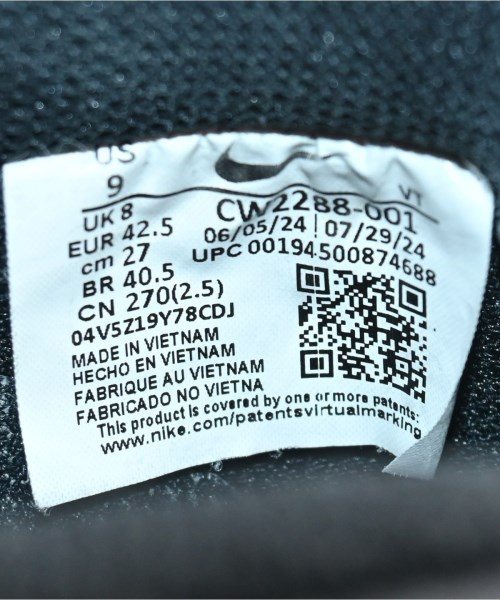 US
9
VT
UK 8
EUR 42.5
cm 27
BR 40.5
CN 270(2.5)
04V5Z19Y78CDJ
CW2288-001
06/05/24 | 07/29/24
UPC 00194500874688
MADE IN VIETNAM
HECHO EN VIETNAM
FABRIQUE AU VIETNAM
FABRICADO NO VIETNA
This product is covered by one or more patents:
www.nike.com/patentsvirtualmarking